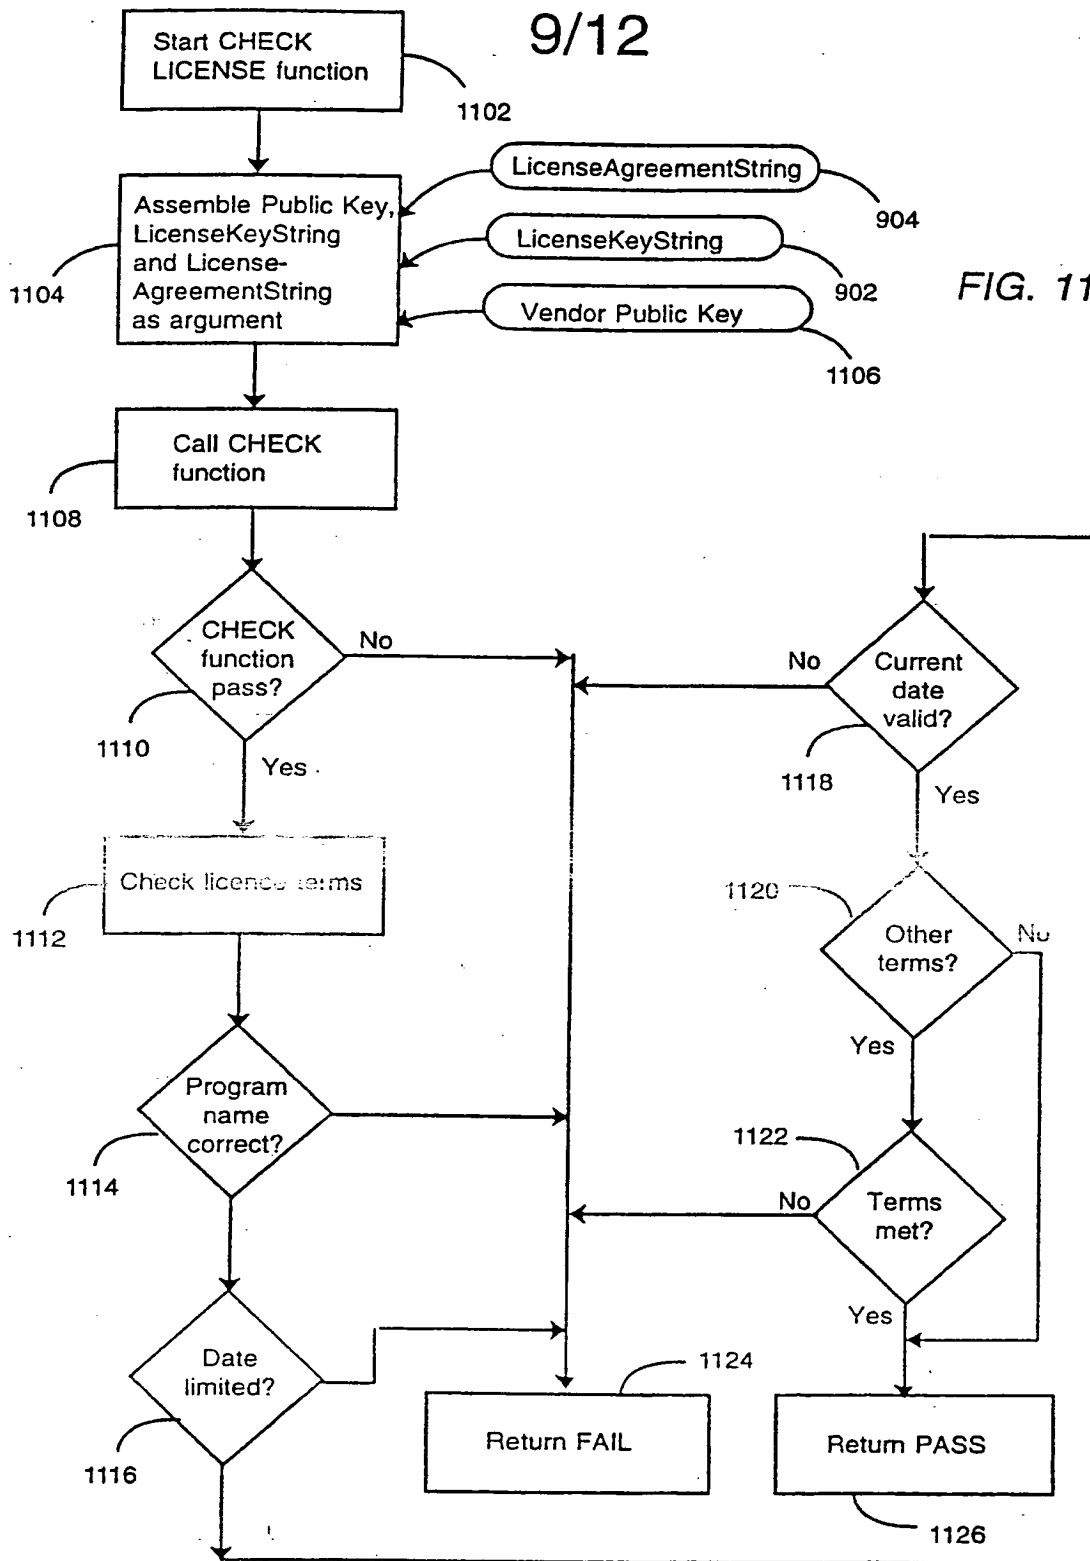 9/12
Start CHECK
LICENSE function
1102
LicenseAgreementString
904
Assemble Public Key,
LicenseKeyString
and License-
AgreementString
as argument
1104
LicenseKeyString
902
FIG. 11
Vendor Public Key
1106
Call CHECK
function
1108
CHECK
function
pass?
No
1110
Yes
No
Current
date
valid?
1118
Yes
Check licence terms
1112
1120
Other
terms?
No
Yes
Program
name
correct?
1114
1122
Terms
met?
No
Yes
Date
limited?
1116
1124
Return FAIL
Return PASS
1126